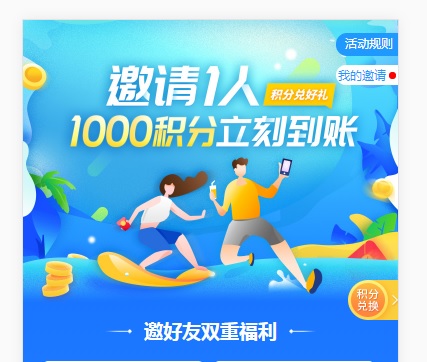 活动规则
我的邀请
邀请1人
积分兑好礼
1000积分立刻到账
积分
兑换
邀好友双重福利